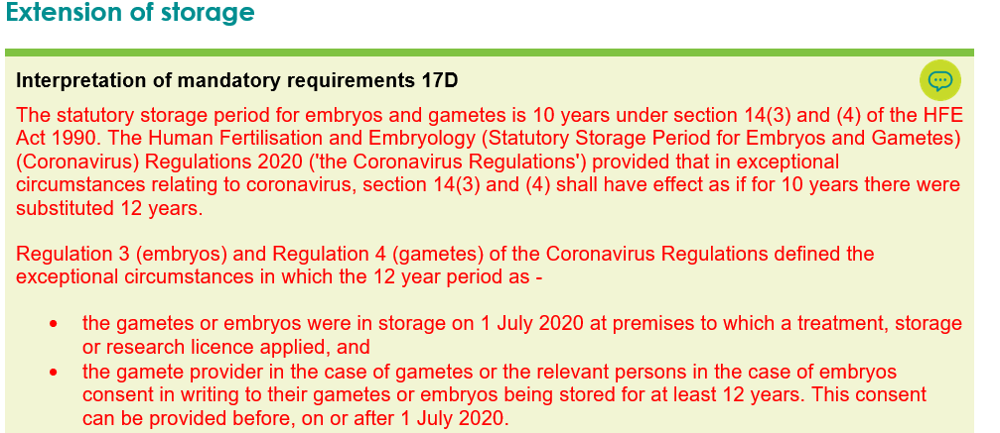 Extension of storage
Interpretation of mandatory requirements 17D
The statutory storage period for embryos and gametes is 10 years under section 14(3) and (4) of the HFE
Act 1990. The Human Fertilisation and Embryology (Statutory Storage Period for Embryos and Gametes)
(Coronavirus) Regulations 2020 ('the Coronavirus Regulations') provided that in exceptional
circumstances relating to coronavirus, section 14(3) and (4) shall have effect as if for 10 years there were
substituted 12 years.
Regulation 3 (embryos) and Regulation 4 (gametes) of the Coronavirus Regulations defined the
exceptional circumstances in which the 12 year period as -
• the gametes or embryos were in storage on 1 July 2020 at premises to which a treatment, storage
or research licence applied, and
• the gamete provider in the case of gametes or the relevant persons in the case of embryos
consent in writing to their gametes or embryos being stored for at least 12 years. This consent
can be provided before, on or after 1 July 2020.